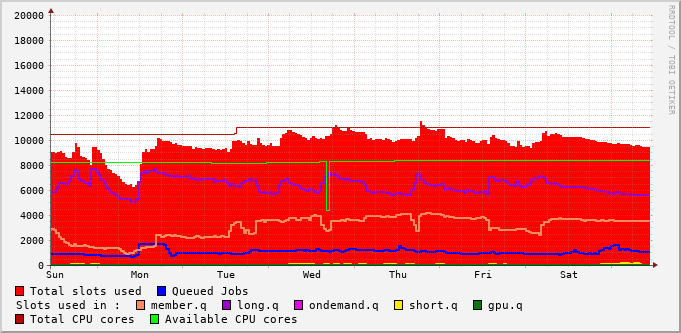 20000
18000
16000
14000
12000
10000
8000
6000
4000
2000
0
Sun Mon Tue Wed Thu Fri Sat
Total slots used Queued Jobs
Slots used in : member.q long.q ondemand.q short.q gpu.q
Total CPU cores Available CPU cores
RRDTOOL / TOBI OETIKER